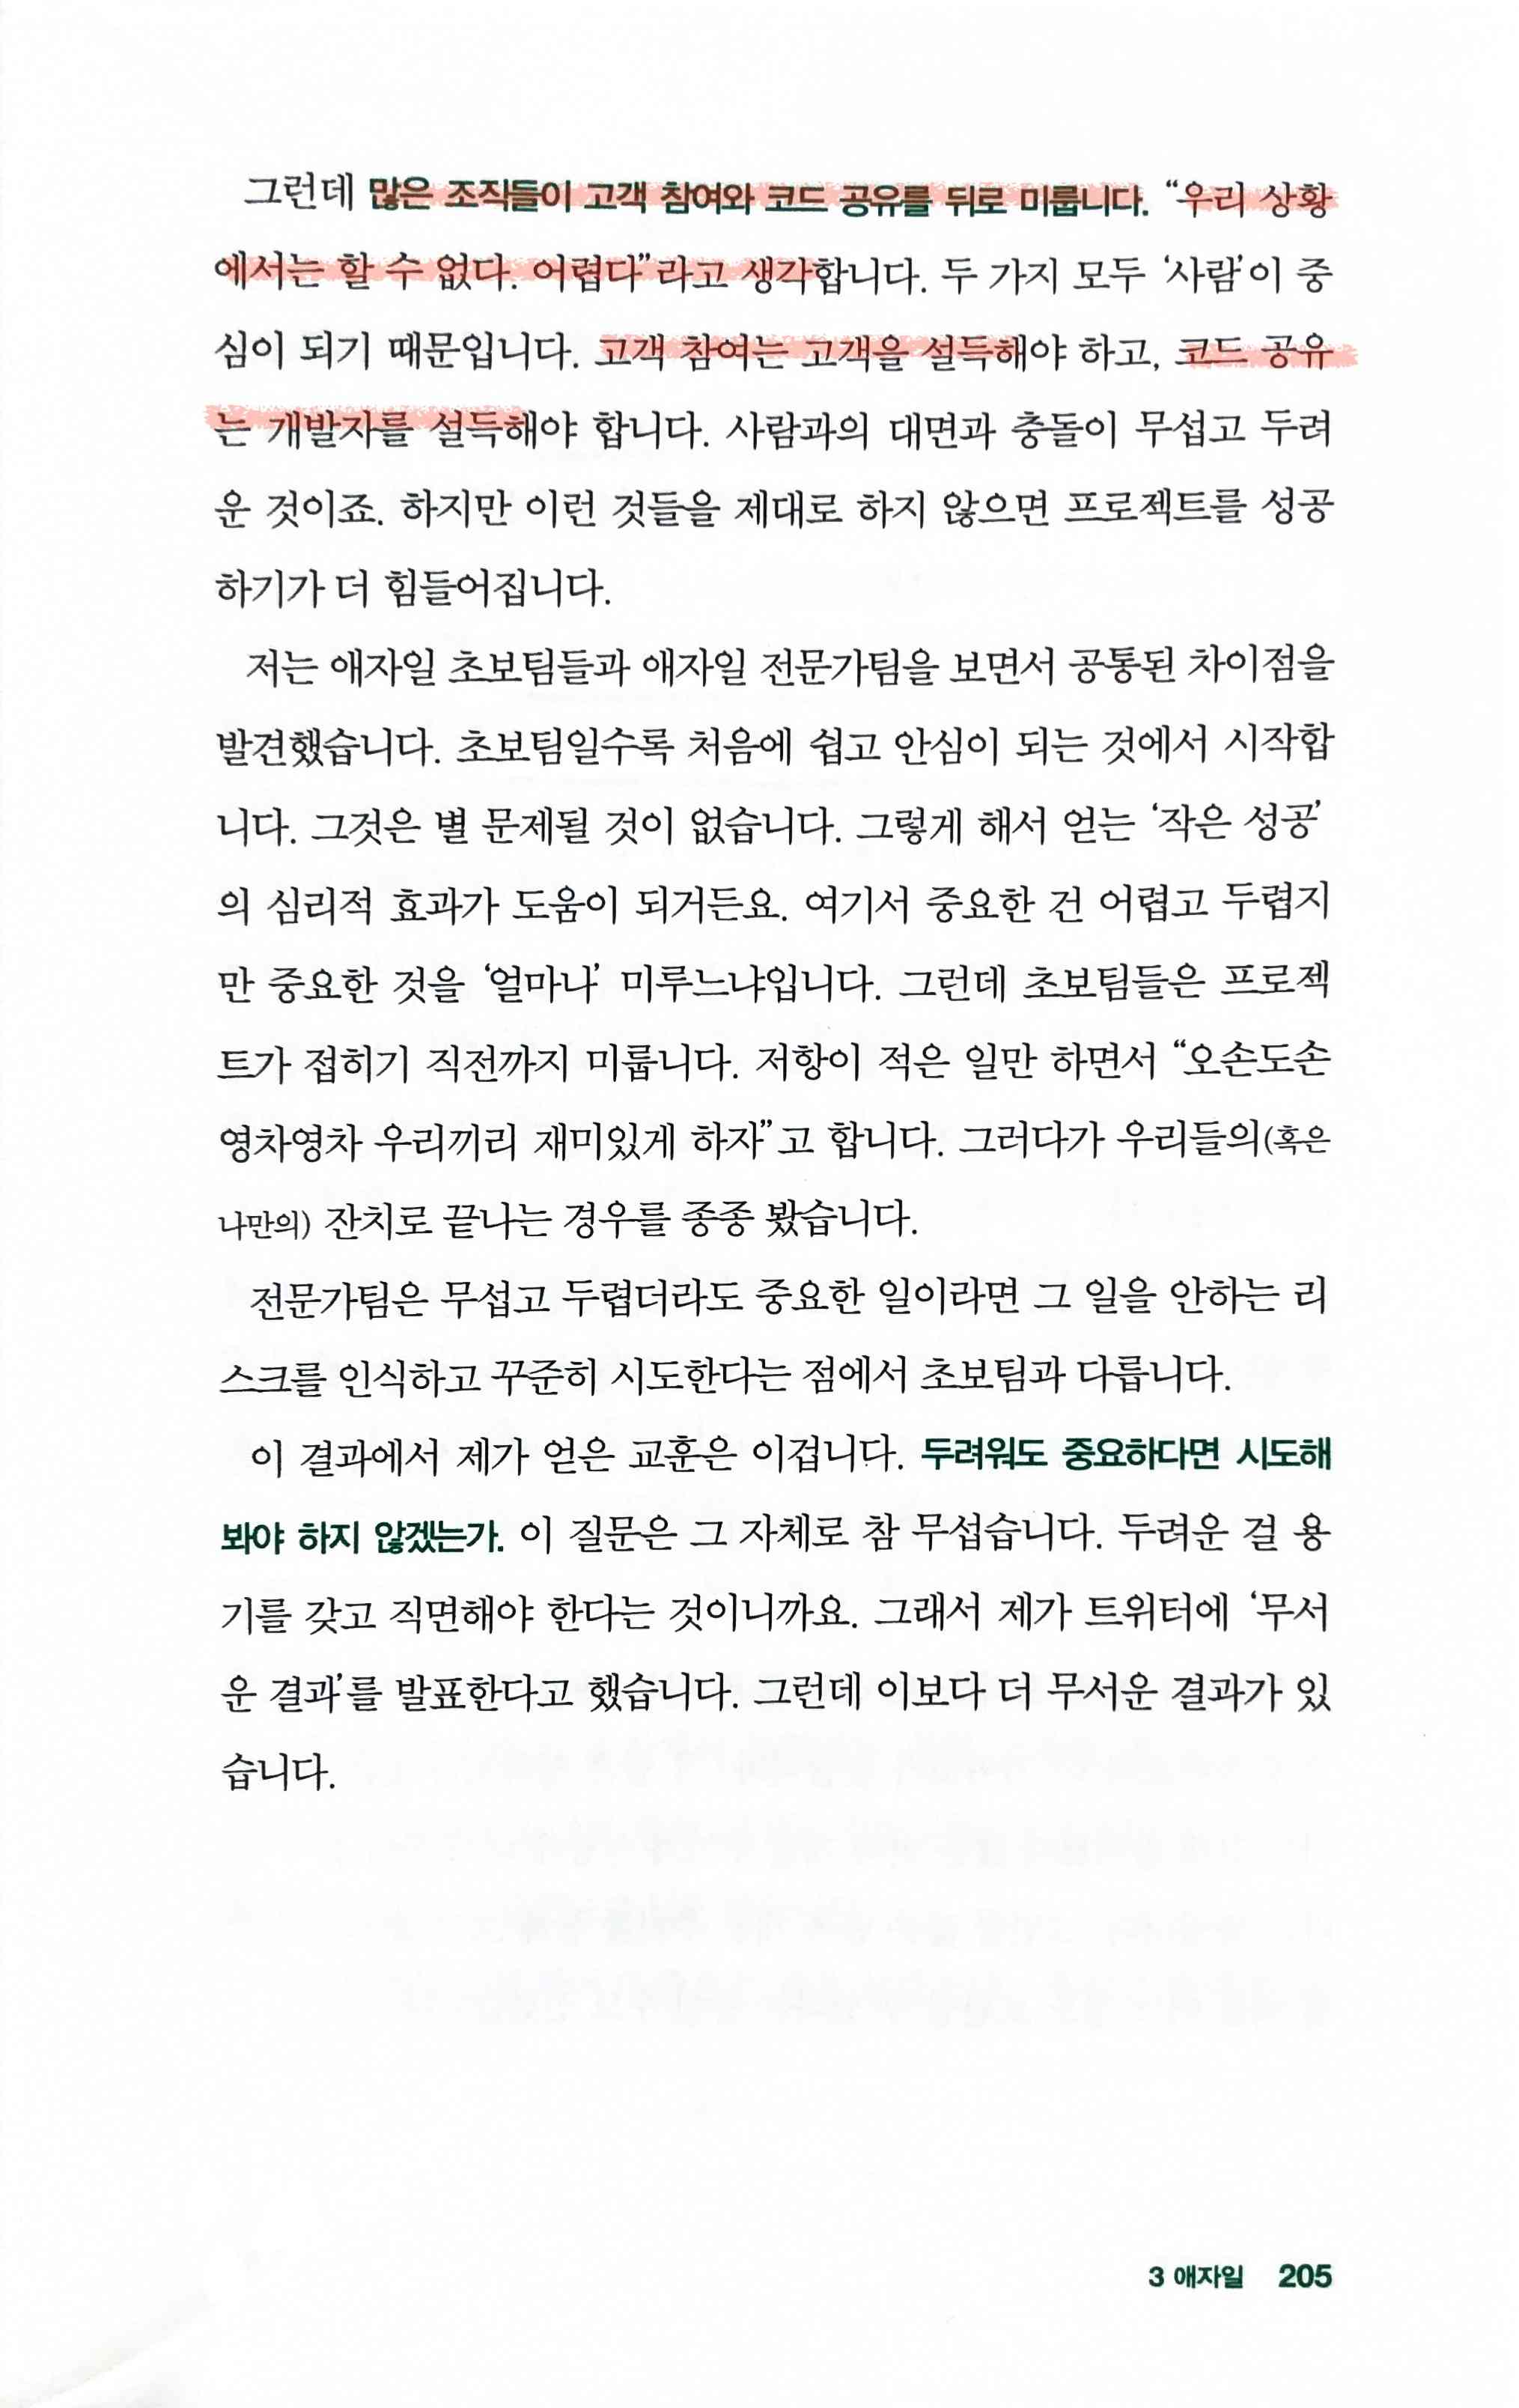 그런데 많은 조직들이 고객 참여와 코드 공유를 뒤로 미룹니다. “우리 상황
에서는 할 수 없다. 어렵다”라고 생각합니다. 두 가지 모두 ‘사람’이 중
심이 되기 때문입니다. 고객 참여는 고객을 설득해야 하고, 코드 공유
는 개발자를 설득해야 합니다. 사람과의 대면과 충돌이 무섭고 두려
운 것이죠. 하지만 이런 것들을 제대로 하지 않으면 프로젝트를 성공
하기가 더 힘들어집니다.
저는 애자일 초보팀들과 애자일 전문가팀을 보면서 공통된 차이점을
발견했습니다. 초보팀일수록 처음에 쉽고 안심이 되는 것에서 시작합
니다. 그것은 별 문제될 것이 없습니다. 그렇게 해서 얻는 ‘작은 성공’
의 심리적 효과가 도움이 되거든요. 여기서 중요한 건 어렵고 두렵지
만 중요한 것을 ‘얼마나’ 미루느냐입니다. 그런데 초보팀들은 프로젝
트가 접히기 직전까지 미룹니다. 저항이 적은 일만 하면서 “오손도손
영차영차 우리끼리 재미있게 하자”고 합니다. 그러다가 우리들의(혹은
나만의) 잔치로 끝나는 경우를 종종 봤습니다.
전문가팀은 무섭고 두렵더라도 중요한 일이라면 그 일을 안하는 리
스크를 인식하고 꾸준히 시도한다는 점에서 초보팀과 다릅니다.
이 결과에서 제가 얻은 교훈은 이겁니다. 두려워도 중요하다면 시도해
봐야 하지 않겠는가. 이 질문은 그 자체로 참 무섭습니다. 두려운 걸 용
기를 갖고 직면해야 한다는 것이니까요. 그래서 제가 트위터에 ‘무서
운 결과’를 발표한다고 했습니다. 그런데 이보다 더 무서운 결과가 있
습니다.
3 애자일 205